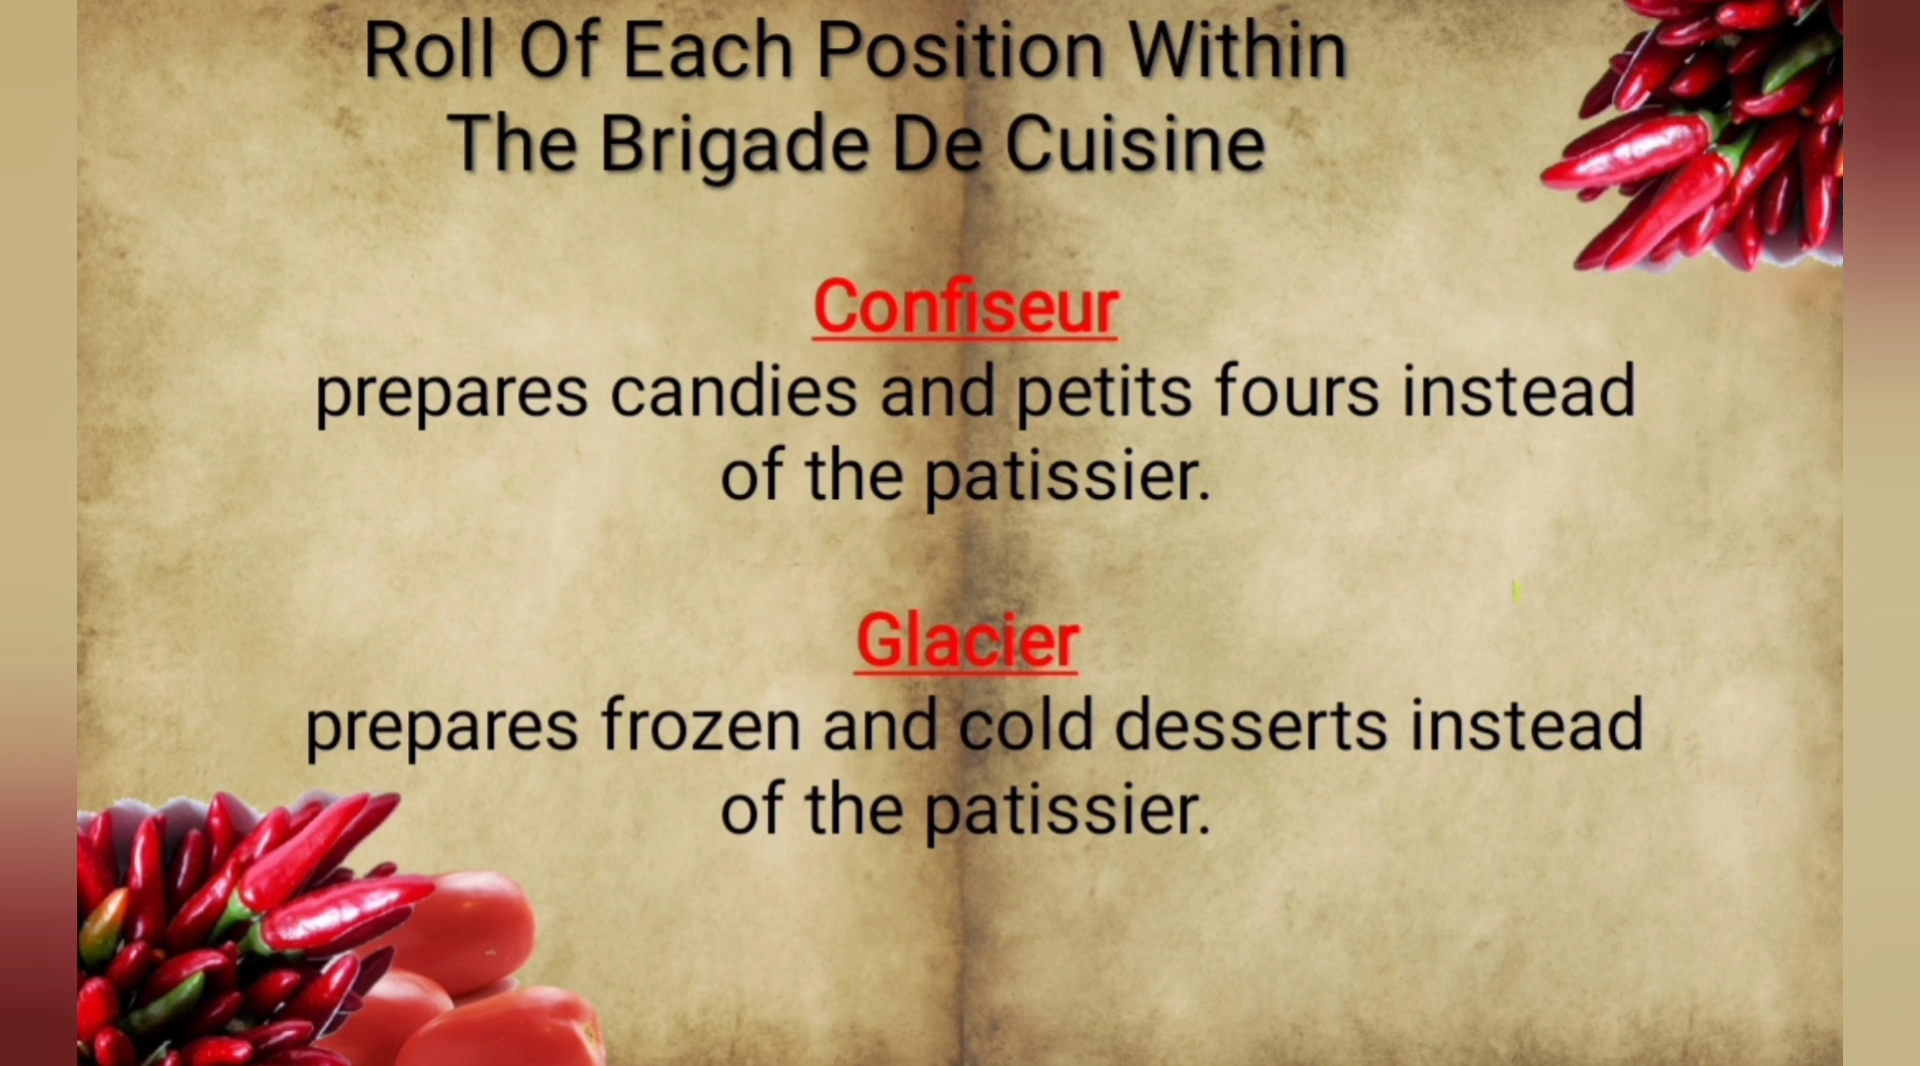 Roll Of Each Position Within
The Brigade De Cuisine
Confiseur
prepares candies and petits fours instead
of the patissier.
Glacier
prepares frozen and cold desserts instead
of the patissier.